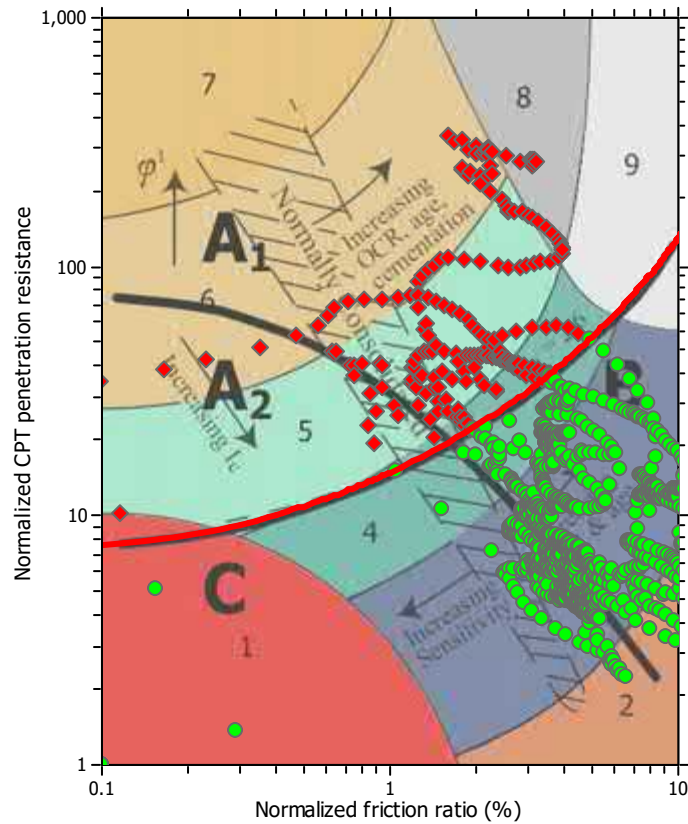 1,000
100
10
1
Normalized CPT penetration resistance
7
8
9
φ'
A1
Normally
Consolidated
Increasing
OCR, age,
cementation
6
A2
Increasing Ic
5
B
4
C
1
Increasing
Sensitivity
2
0.1
1
10
Normalized friction ratio (%)